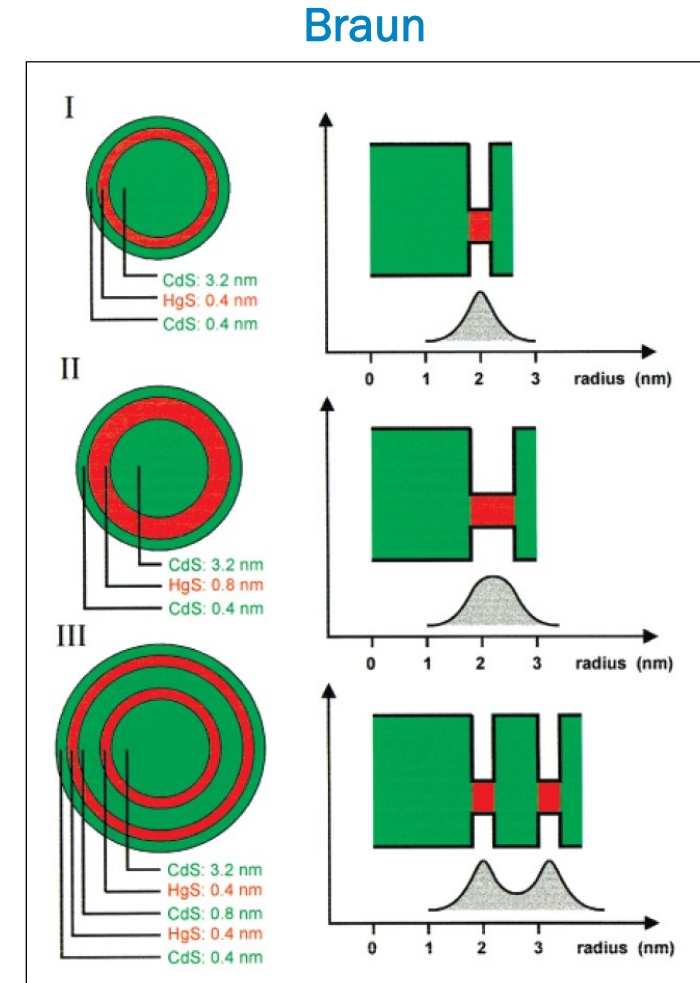 Braun
I
CdS: 3.2 nm
HgS: 0.4 nm
CdS: 0.4 nm
0 1 2 3 radius (nm)
II
CdS: 3.2 nm
HgS: 0.8 nm
CdS: 0.4 nm
0 1 2 3 radius (nm)
III
CdS: 3.2 nm
HgS: 0.4 nm
CdS: 0.8 nm
HgS: 0.4 nm
CdS: 0.4 nm
0 1 2 3 radius (nm)